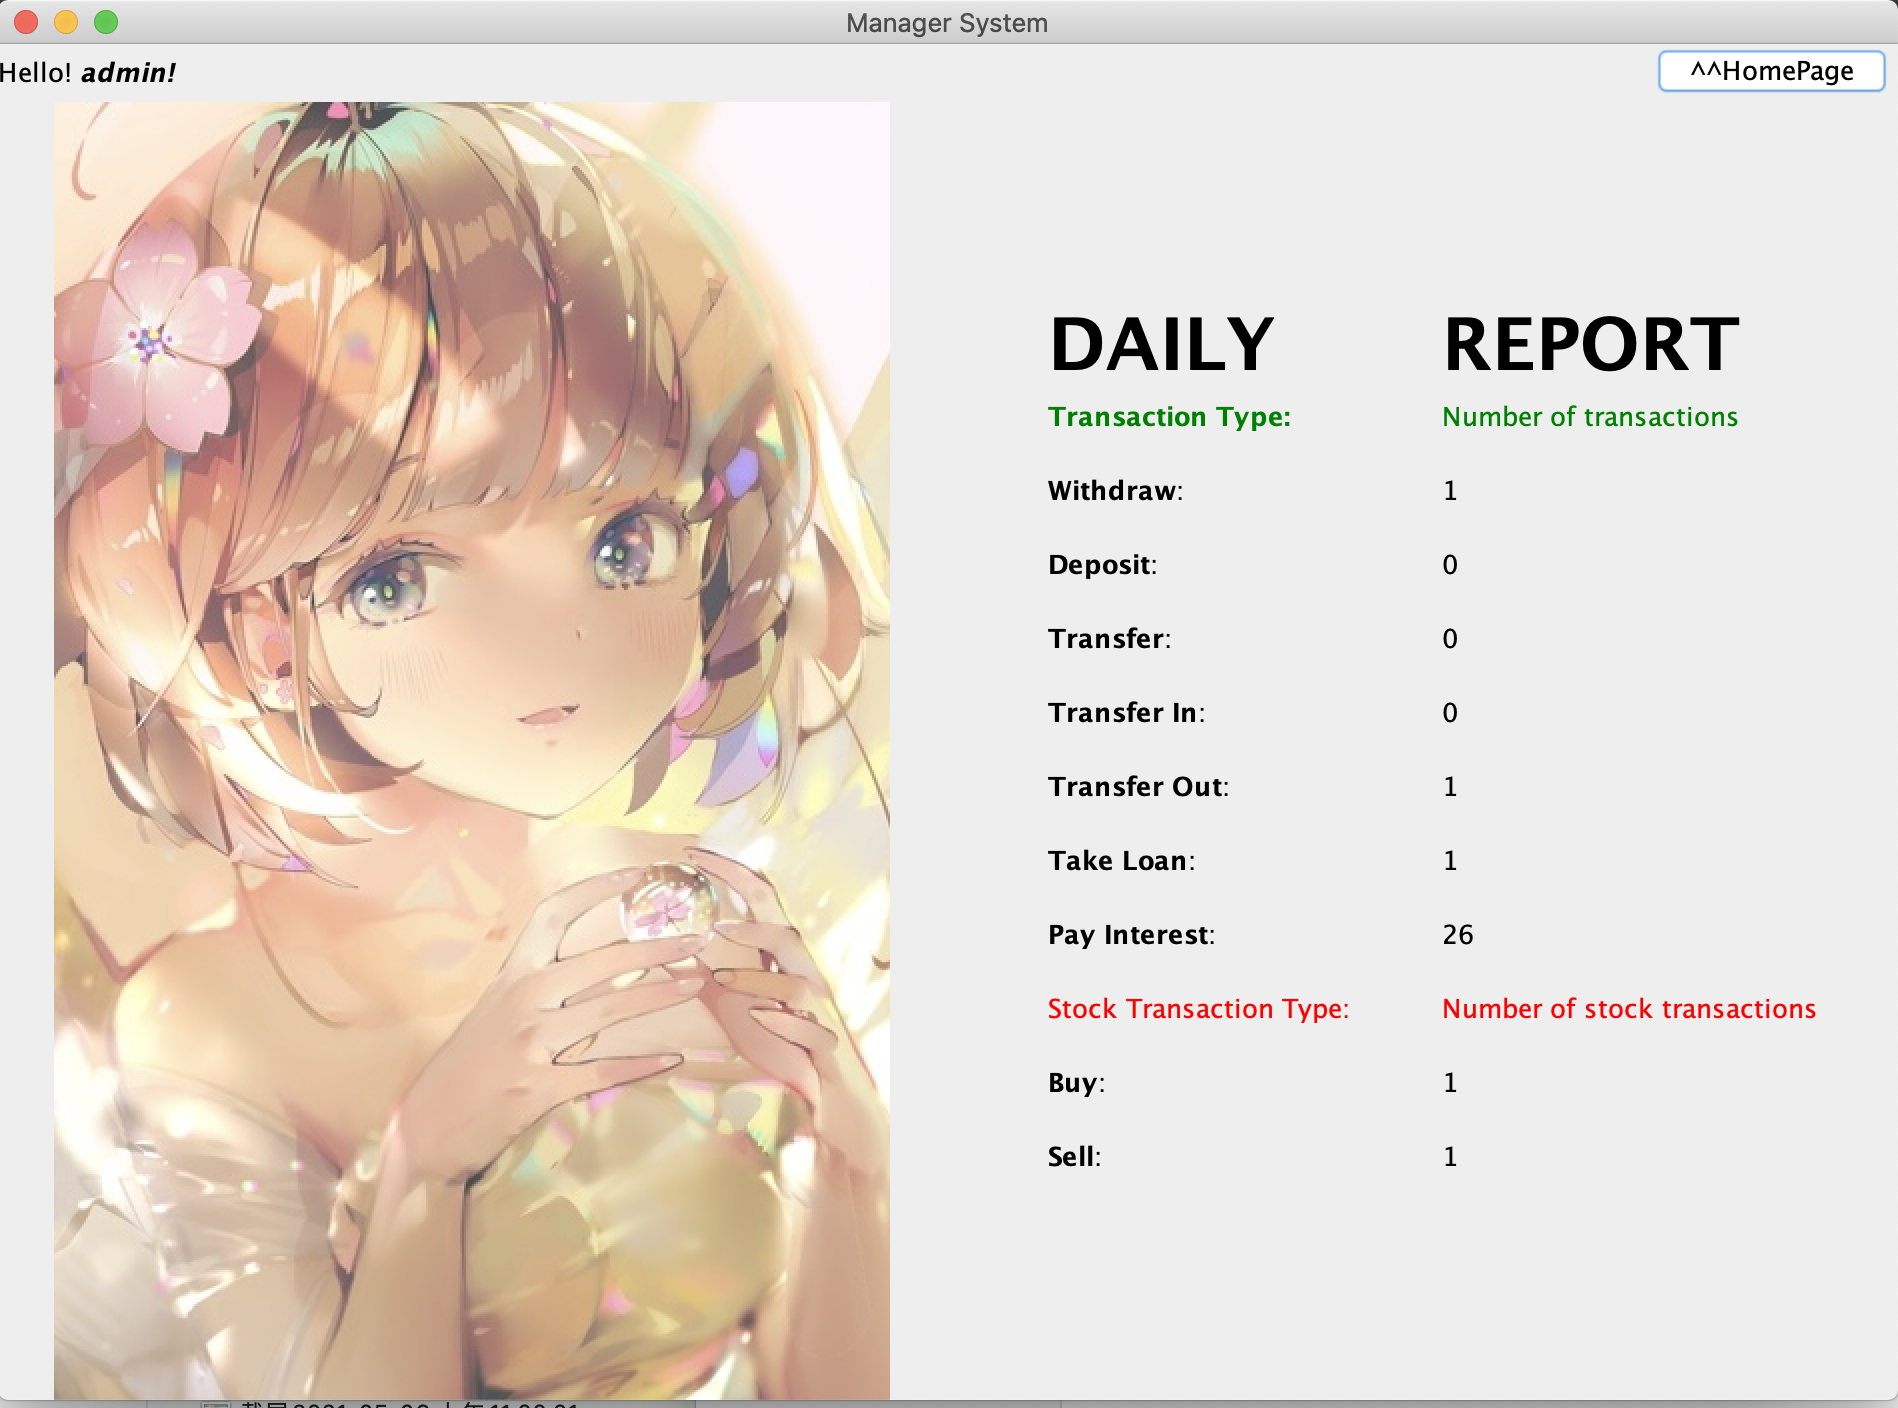 Manager System
Hello! admin!
^^HomePage
DAILY REPORT
Transaction Type: Number of transactions
Withdraw: 1
Deposit: 0
Transfer: 0
Transfer In: 0
Transfer Out: 1
Take Loan: 1
Pay Interest: 26
Stock Transaction Type: Number of stock transactions
Buy: 1
Sell: 1